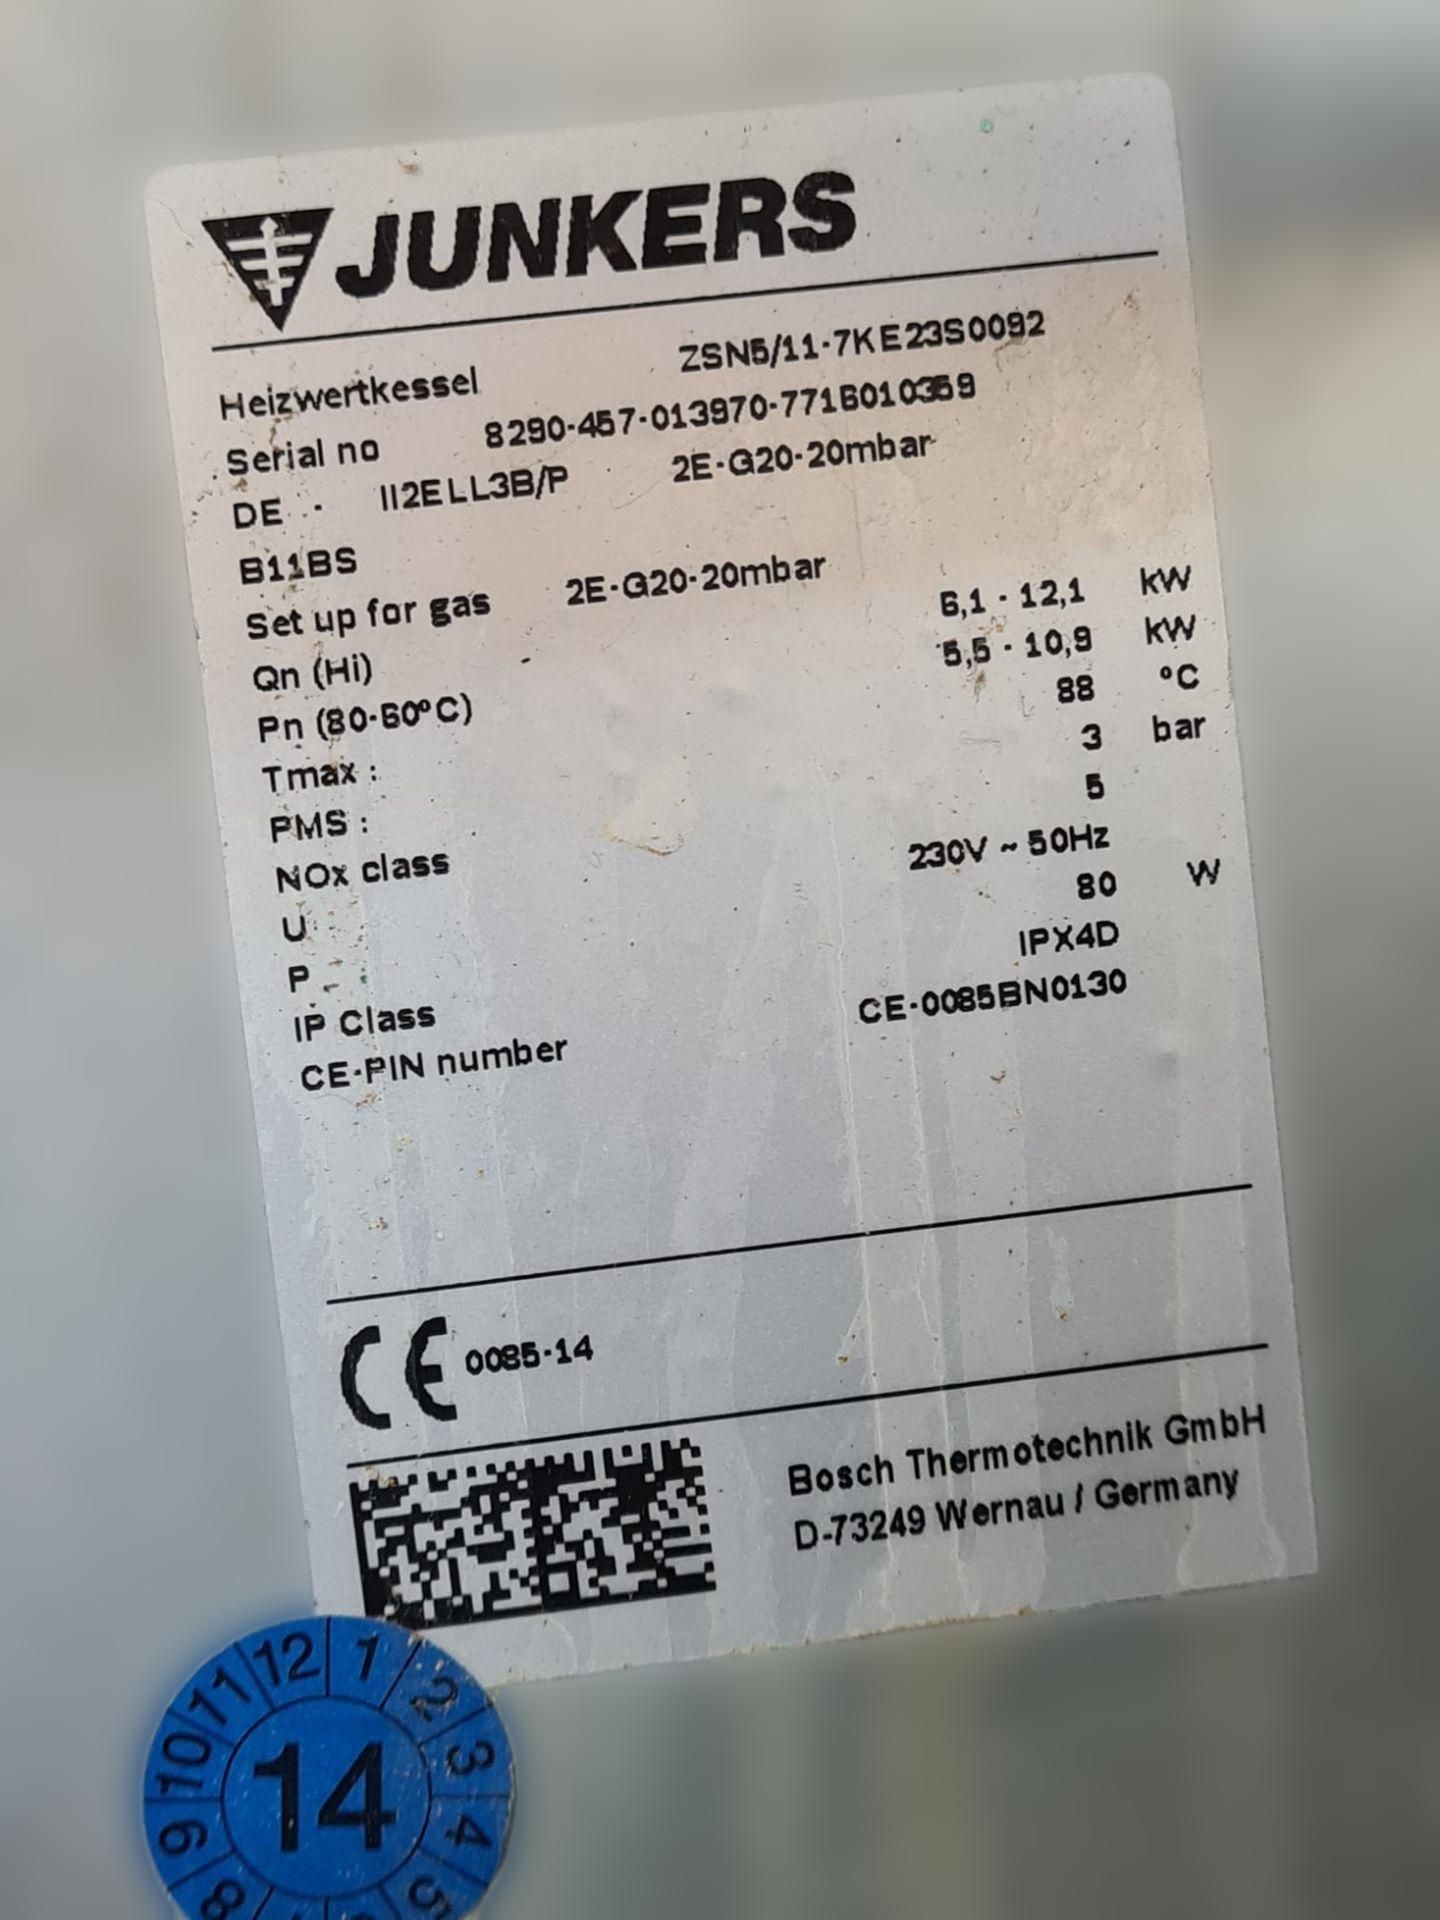 JUNKERS
Heizwertkessel ZSN5/11-7KE23S0092
Serial no 8290-457-013970-7716010359
DE - II2ELL3B/P 2E-G20-20mbar
B11BS
Set up for gas 2E-G20-20mbar
Qn (Hi) 6,1 - 12,1 kW
Pn (80-60°C) 5,5 - 10,9 kW
Tmax : 88 °C
PMS : 3 bar
NOx class 5
U 230V ~ 50Hz
P 80 W
IP Class IPX4D
CE-PIN number CE-0085BN0130
CE 0085-14
Bosch Thermotechnik GmbH
D-73249 Wernau / Germany
12 1 2 3 4 5 8 9 10 11
14